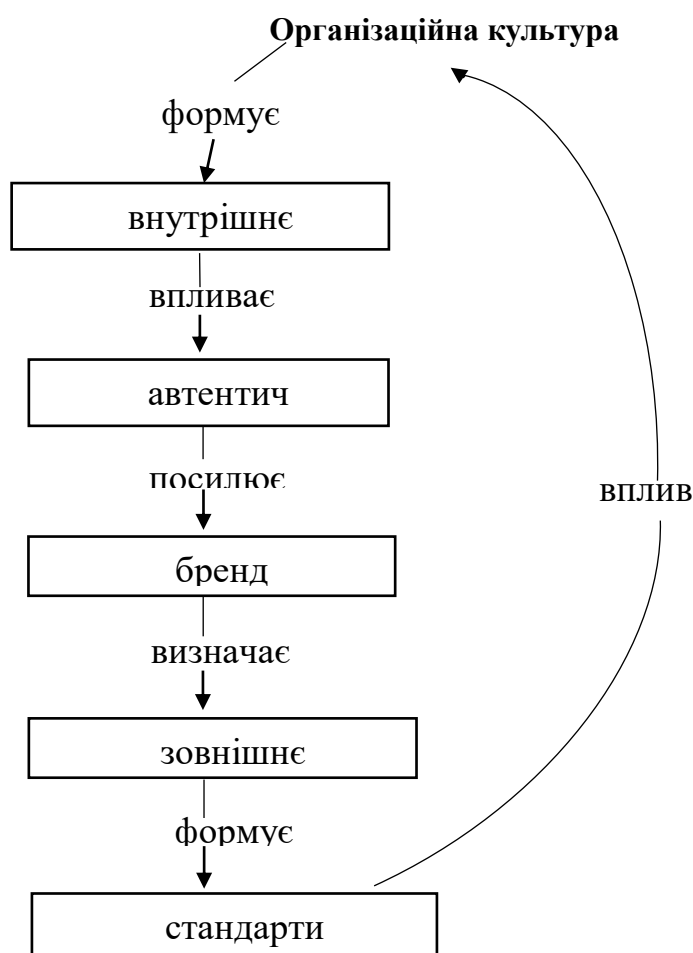 Організаційна культура
формує
внутрішнє
впливає
автентич
посилює
вплив
бренд
визначає
зовнішнє
формує
стандарти